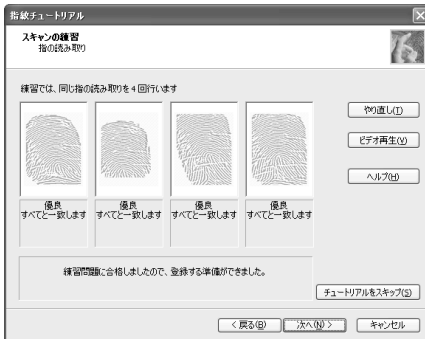 指紋チュートリアル
スキャンの練習
指の読み取り
練習では、同じ指の読み取りを4回行います
やり直し(T)
ビデオ再生(V)
ヘルプ(H)
優良 優良 優良 優良
すべてと一致します すべてと一致します すべてと一致します すべてと一致します
練習問題に合格しましたので、登録する準備ができました。
チュートリアルをスキップ(S)
< 戻る(B) 次へ(N) > キャンセル